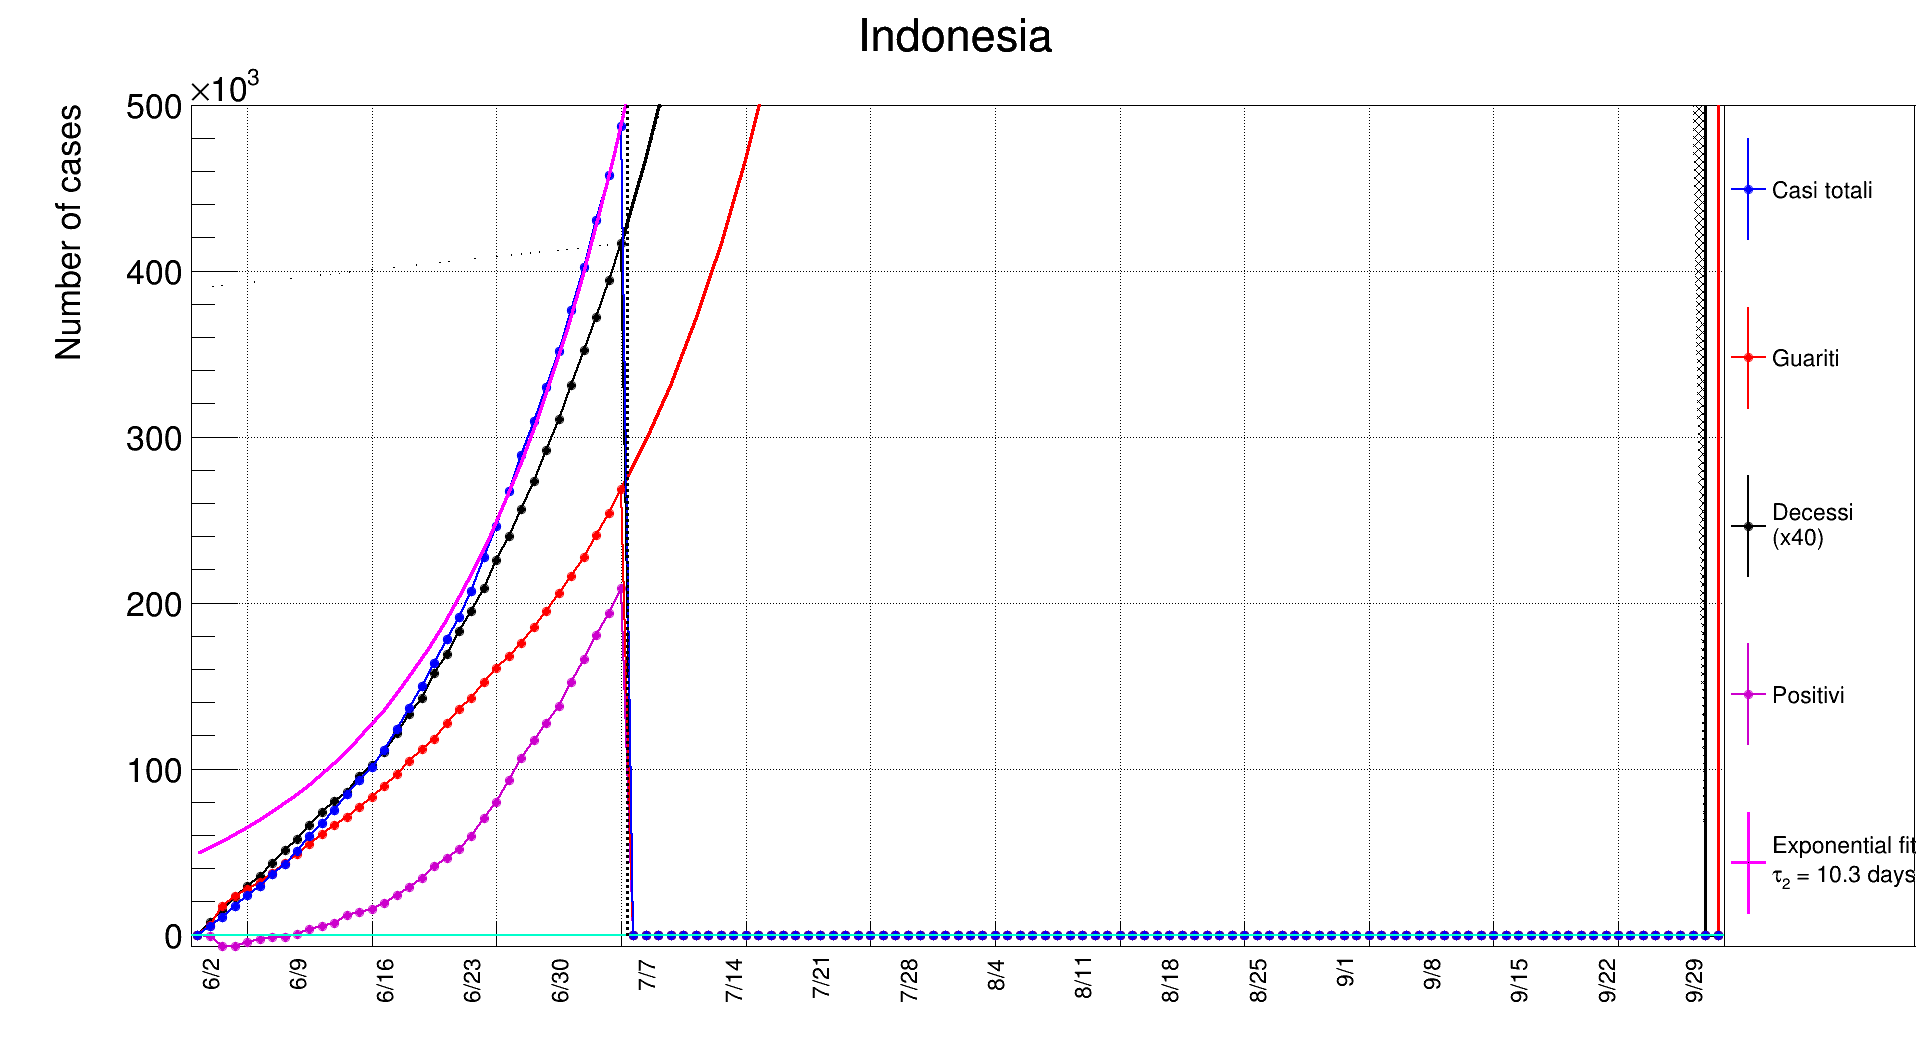 Indonesia
×10³
Number of cases
500
400
300
200
100
0
6/2
6/9
6/16
6/23
6/30
7/7
7/14
7/21
7/28
8/4
8/11
8/18
8/25
9/1
9/8
9/15
9/22
9/29
Casi totali
Guariti
Decessi
(x40)
Positivi
Exponential fit
τ₂ = 10.3 days